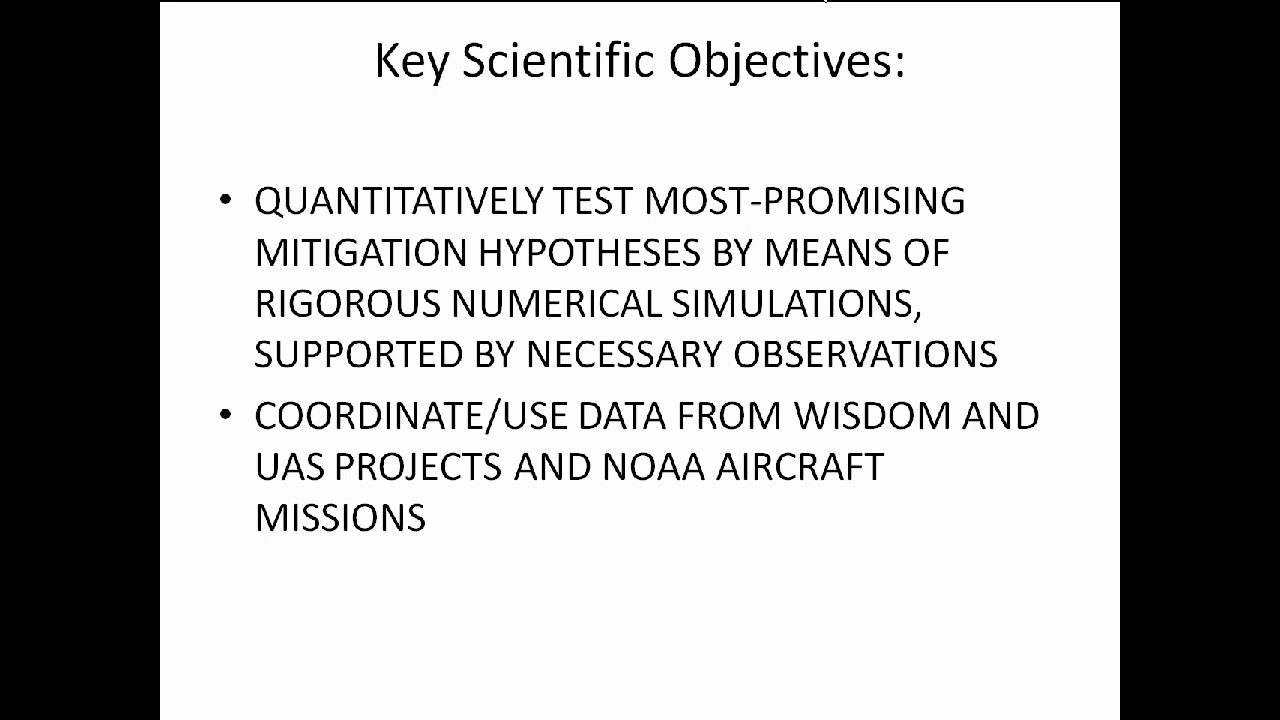 Key Scientific Objectives:
• QUANTITATIVELY TEST MOST-PROMISING
MITIGATION HYPOTHESES BY MEANS OF
RIGOROUS NUMERICAL SIMULATIONS,
SUPPORTED BY NECESSARY OBSERVATIONS
• COORDINATE/USE DATA FROM WISDOM AND
UAS PROJECTS AND NOAA AIRCRAFT
MISSIONS